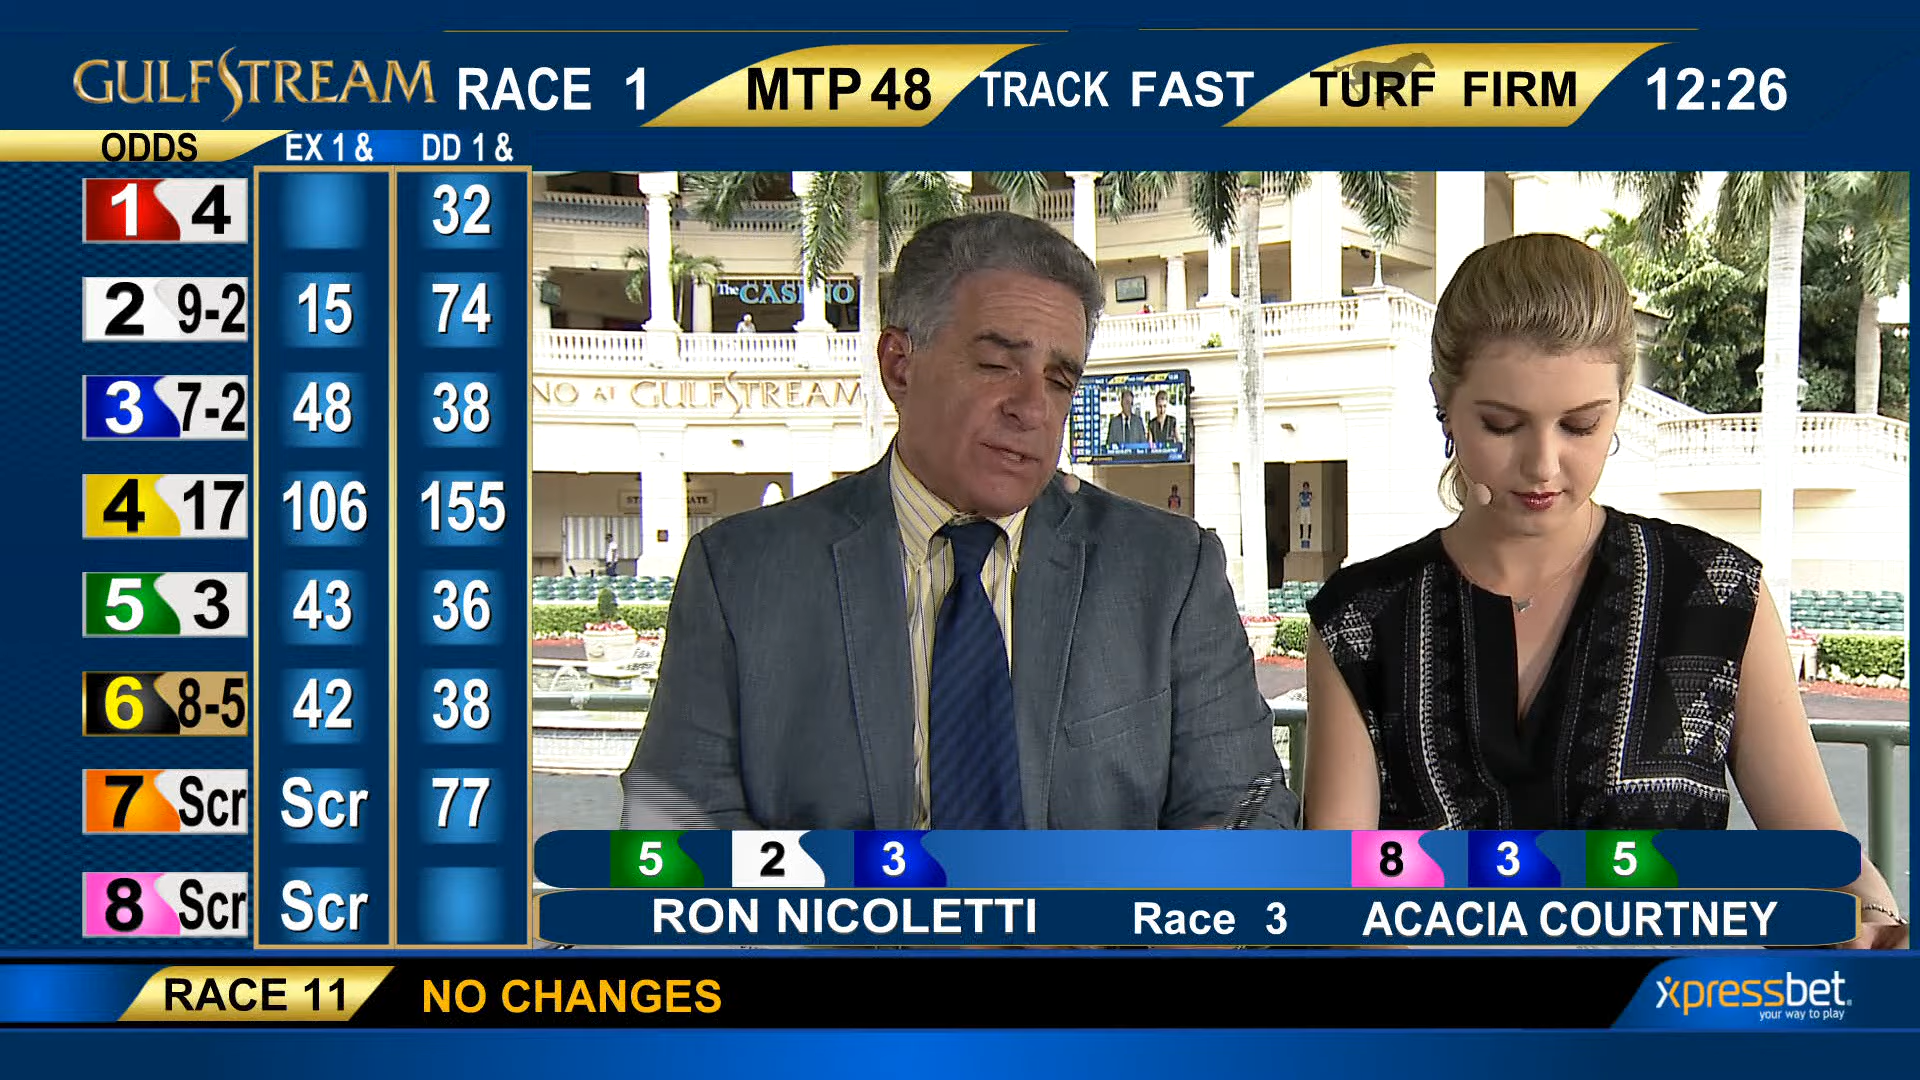 GULFSTREAM RACE 1 MTP 48 TRACK FAST TURF FIRM 12:26
ODDS EX 1 & DD 1 &
1 4 32
2 9-2 15 74
3 7-2 48 38
4 17 106 155
5 3 43 36
6 8-5 42 38
7 Scr Scr 77
8 Scr Scr
The CASINO
NO AT GULFSTREAM
5 2 3 8 3 5
RON NICOLETTI Race 3 ACACIA COURTNEY
RACE 11 NO CHANGES
xpressbet.
your way to play